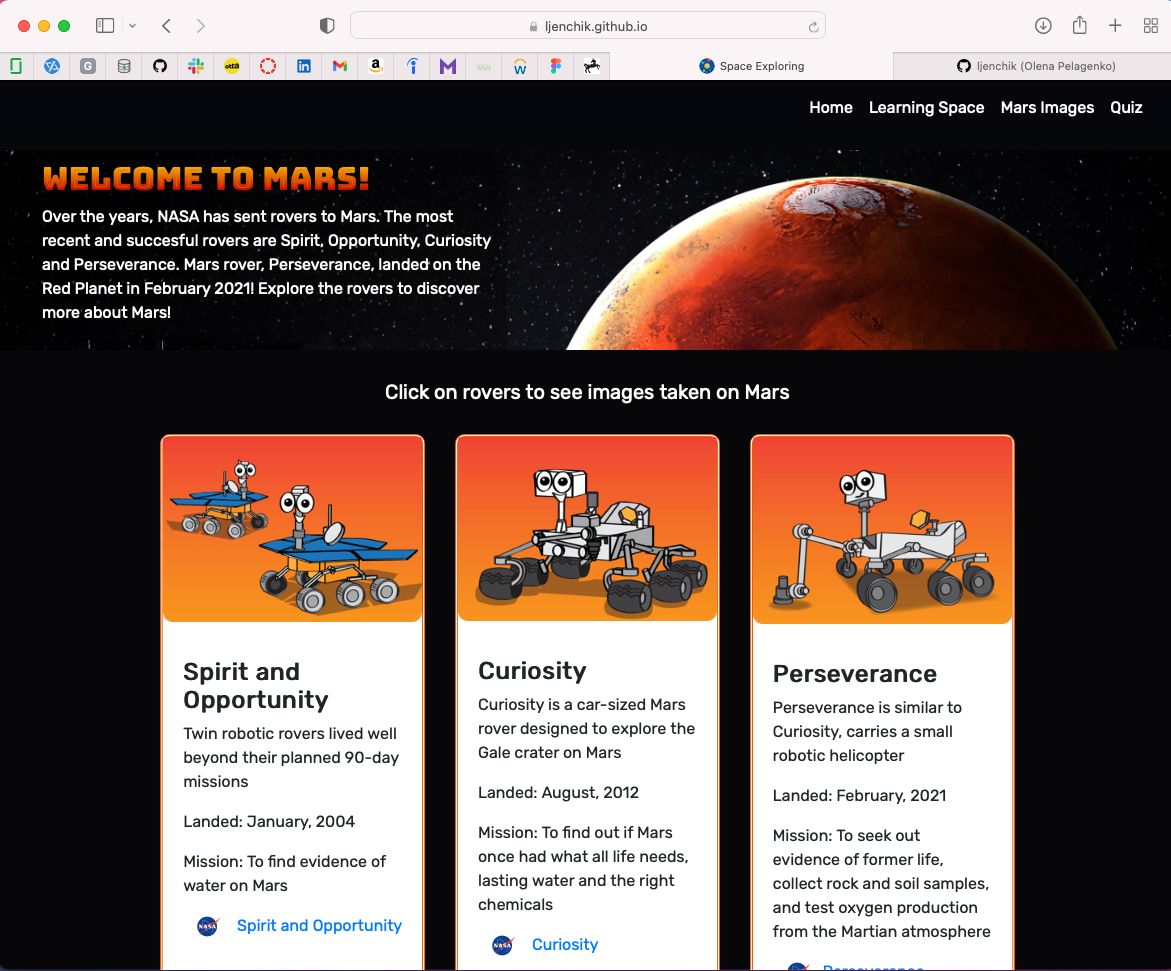 ljenchik.github.io
Space Exploring
ljenchik (Olena Pelagenko)
Home Learning Space Mars Images Quiz
WELCOME TO MARS!
Over the years, NASA has sent rovers to Mars. The most
recent and succesful rovers are Spirit, Opportunity, Curiosity
and Perseverance. Mars rover, Perseverance, landed on the
Red Planet in February 2021! Explore the rovers to discover
more about Mars!
Click on rovers to see images taken on Mars
Spirit and
Opportunity
Twin robotic rovers lived well
beyond their planned 90-day
missions
Landed: January, 2004
Mission: To find evidence of
water on Mars
NASA Spirit and Opportunity
Curiosity
Curiosity is a car-sized Mars
rover designed to explore the
Gale crater on Mars
Landed: August, 2012
Mission: To find out if Mars
once had what all life needs,
lasting water and the right
chemicals
NASA Curiosity
Perseverance
Perseverance is similar to
Curiosity, carries a small
robotic helicopter
Landed: February, 2021
Mission: To seek out
evidence of former life,
collect rock and soil samples,
and test oxygen production
from the Martian atmosphere
Perseverance